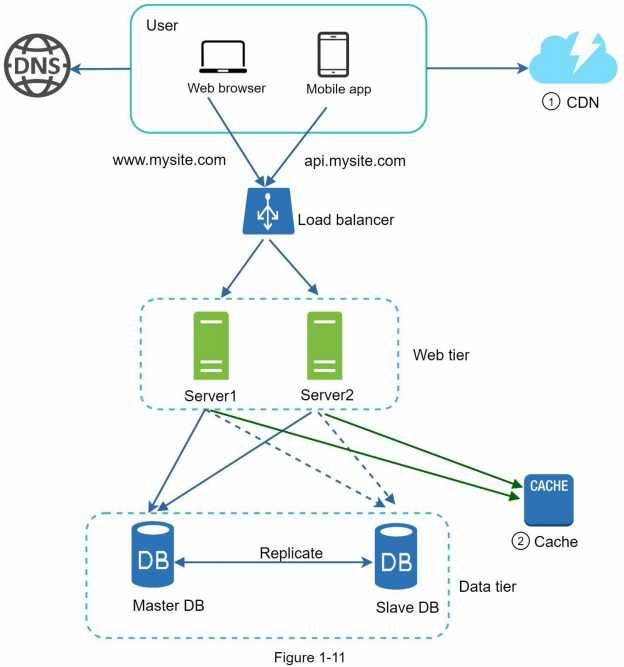 User
DNS
Web browser
Mobile app
1 CDN
www.mysite.com
api.mysite.com
Load balancer
Web tier
Server1
Server2
CACHE
2 Cache
DB
Replicate
DB
Master DB
Slave DB
Data tier
Figure 1-11